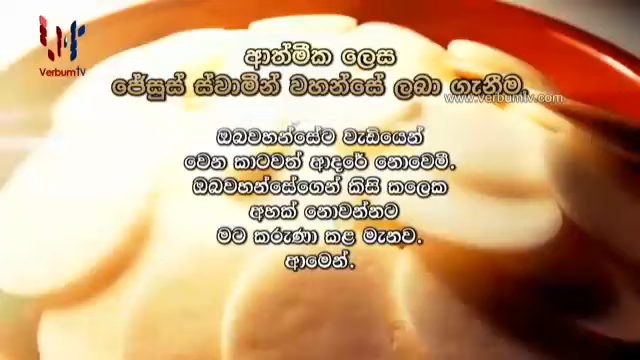 VerbumTV
ආත්මික ලෙස
ජේසුස් ස්වාමීන් වහන්සේ ලබා ගැනීම.
www.verbumtv.com
ඔබවහන්සේට වැඩියෙන්
වෙන කාටවත් ආදරේ නොවෙමි.
ඔබවහන්සේගෙන් කිසි කලෙක
අහක් නොවන්නට
මට කරුණා කළ මැනව.
ආමෙන්.